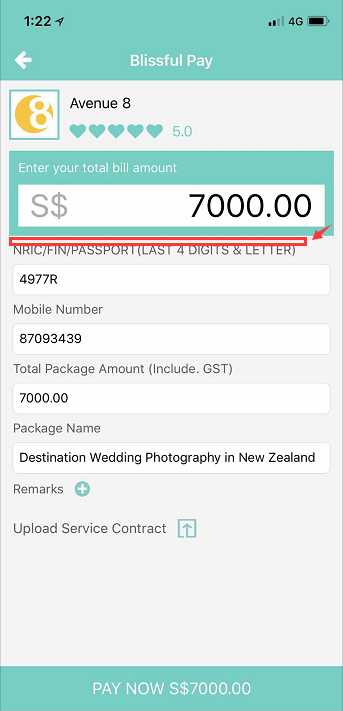 1:22
4G
Blissful Pay
8
Avenue 8
5.0
Enter your total bill amount
S$ 7000.00
NRIC/FIN/PASSPORT(LAST 4 DIGITS & LETTER)
4977R
Mobile Number
87093439
Total Package Amount (Include. GST)
7000.00
Package Name
Destination Wedding Photography in New Zealand
Remarks
Upload Service Contract
PAY NOW S$7000.00